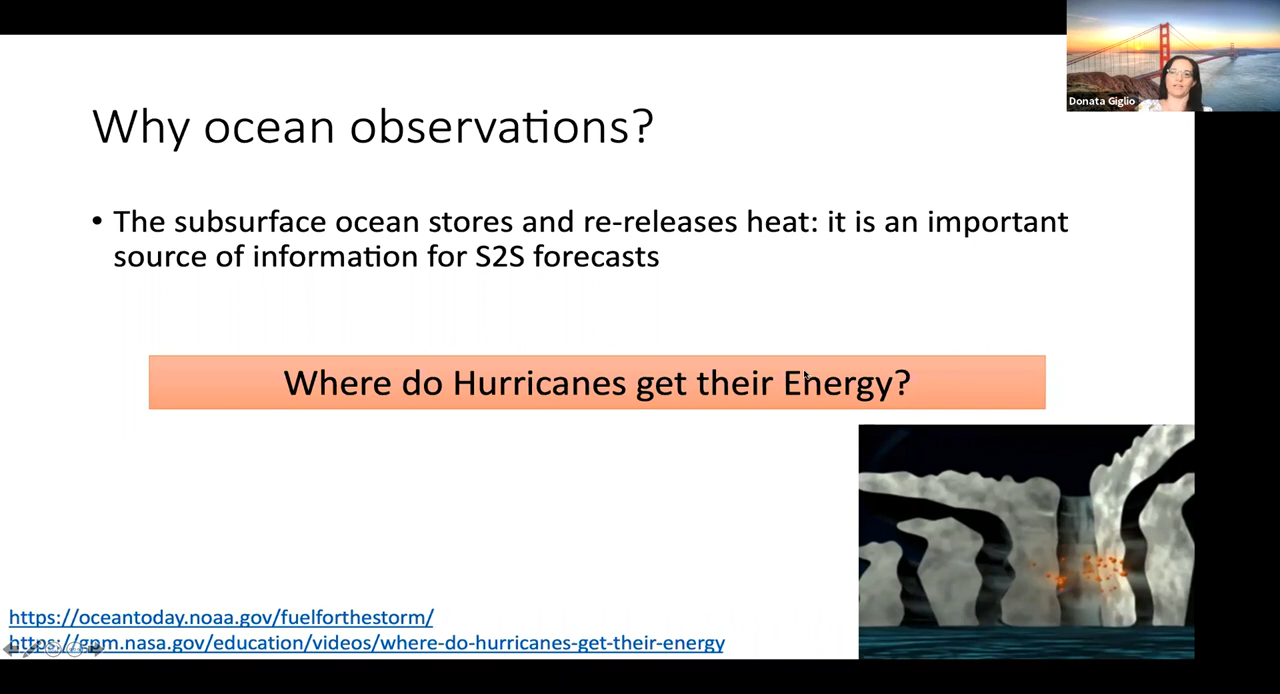 Donata Giglio
Why ocean observations?
• The subsurface ocean stores and re-releases heat: it is an important
source of information for S2S forecasts
Where do Hurricanes get their Energy?
https://oceantoday.noaa.gov/fuelforthestorm/
https://gpm.nasa.gov/education/videos/where-do-hurricanes-get-their-energy